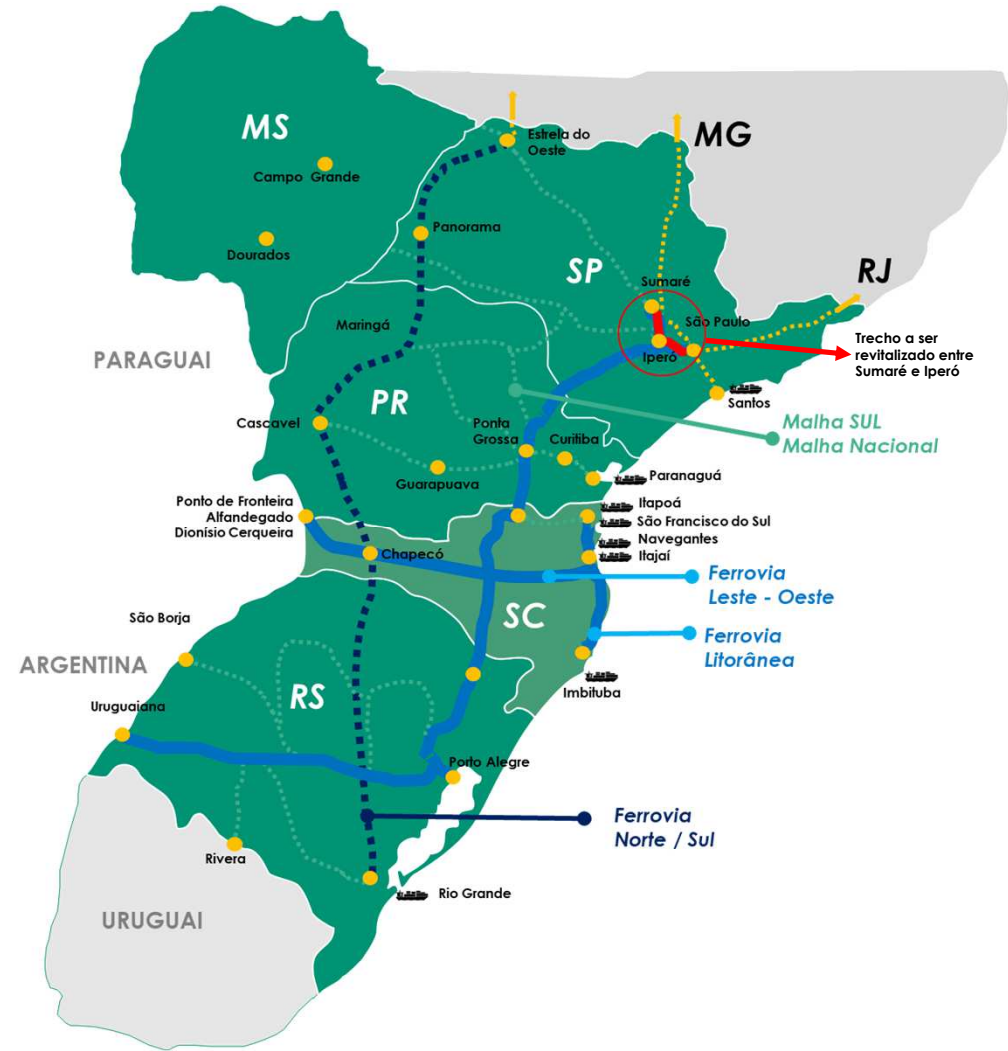 MS
MG
Estrela do
Oeste
Campo Grande
Panorama
Dourados
SP
RJ
Sumaré
São Paulo
Maringá
Iperó
Trecho a ser
revitalizado entre
Sumaré e Iperó
PARAGUAI
Santos
PR
Cascavel
Ponta
Grossa
Curitiba
Malha SUL
Malha Nacional
Guarapuava
Paranaguá
Ponto de Fronteira
Alfandegado
Dionísio Cerqueira
Itapoá
São Francisco do Sul
Navegantes
Itajaí
Chapecó
Ferrovia
Leste - Oeste
SC
São Borja
Ferrovia
Litorânea
ARGENTINA
RS
Imbituba
Uruguaiana
Porto Alegre
Ferrovia
Norte / Sul
Rivera
Rio Grande
URUGUAI